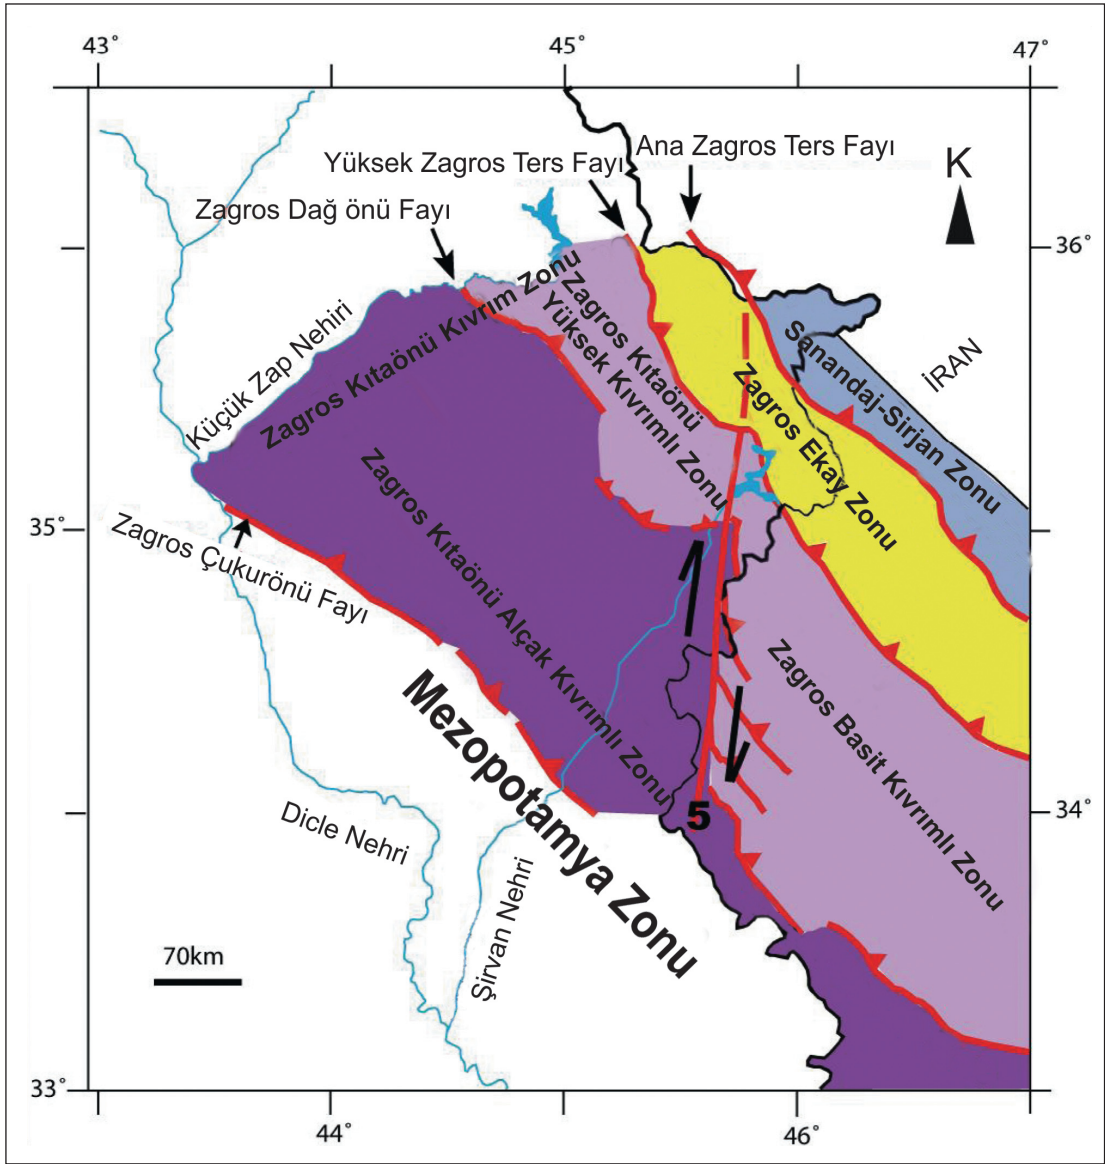 43°
45°
47°
Ana Zagros Ters Fayı
Yüksek Zagros Ters Fayı
K
Zagros Dağ önü Fayı
36°
Zagros Kıtaönü Kıvrım Zonu
Zagros Kıtaönü
Yüksek Kıvrımlı Zonu
Sanandaj-Sirjan Zonu
İRAN
Küçük Zap Nehiri
Zagros Ekay Zonu
Zagros Kıtaönü Alçak Kıvrımlı Zonu
35°
Zagros Çukurönü Fayı
Zagros Basit Kıvrımlı Zonu
Mezopotamya Zonu
5
34°
Dicle Nehri
Şirvan Nehri
70km
33°
44°
46°